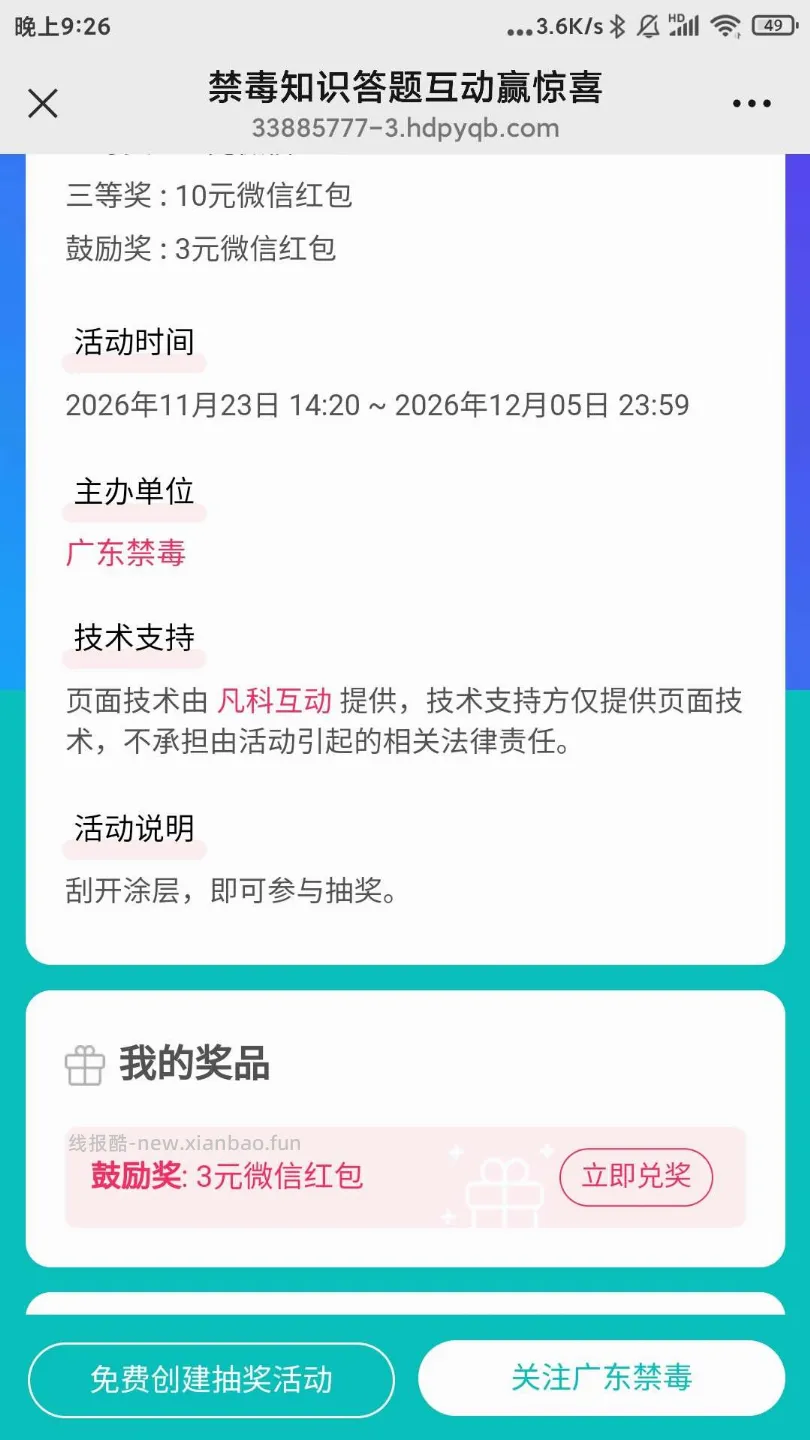 晚上9:26
...3.6K/s
HD
49
禁毒知识答题互动赢惊喜
33885777-3.hdpyqb.com
三等奖 : 10元微信红包
鼓励奖 : 3元微信红包
活动时间
2026年11月23日 14:20 ~ 2026年12月05日 23:59
主办单位
广东禁毒
技术支持
页面技术由 凡科互动 提供，技术支持方仅提供页面技
术，不承担由活动引起的相关法律责任。
活动说明
刮开涂层，即可参与抽奖。
我的奖品
线报酷-new.xianbao.fun
鼓励奖: 3元微信红包
立即兑奖
免费创建抽奖活动
关注广东禁毒